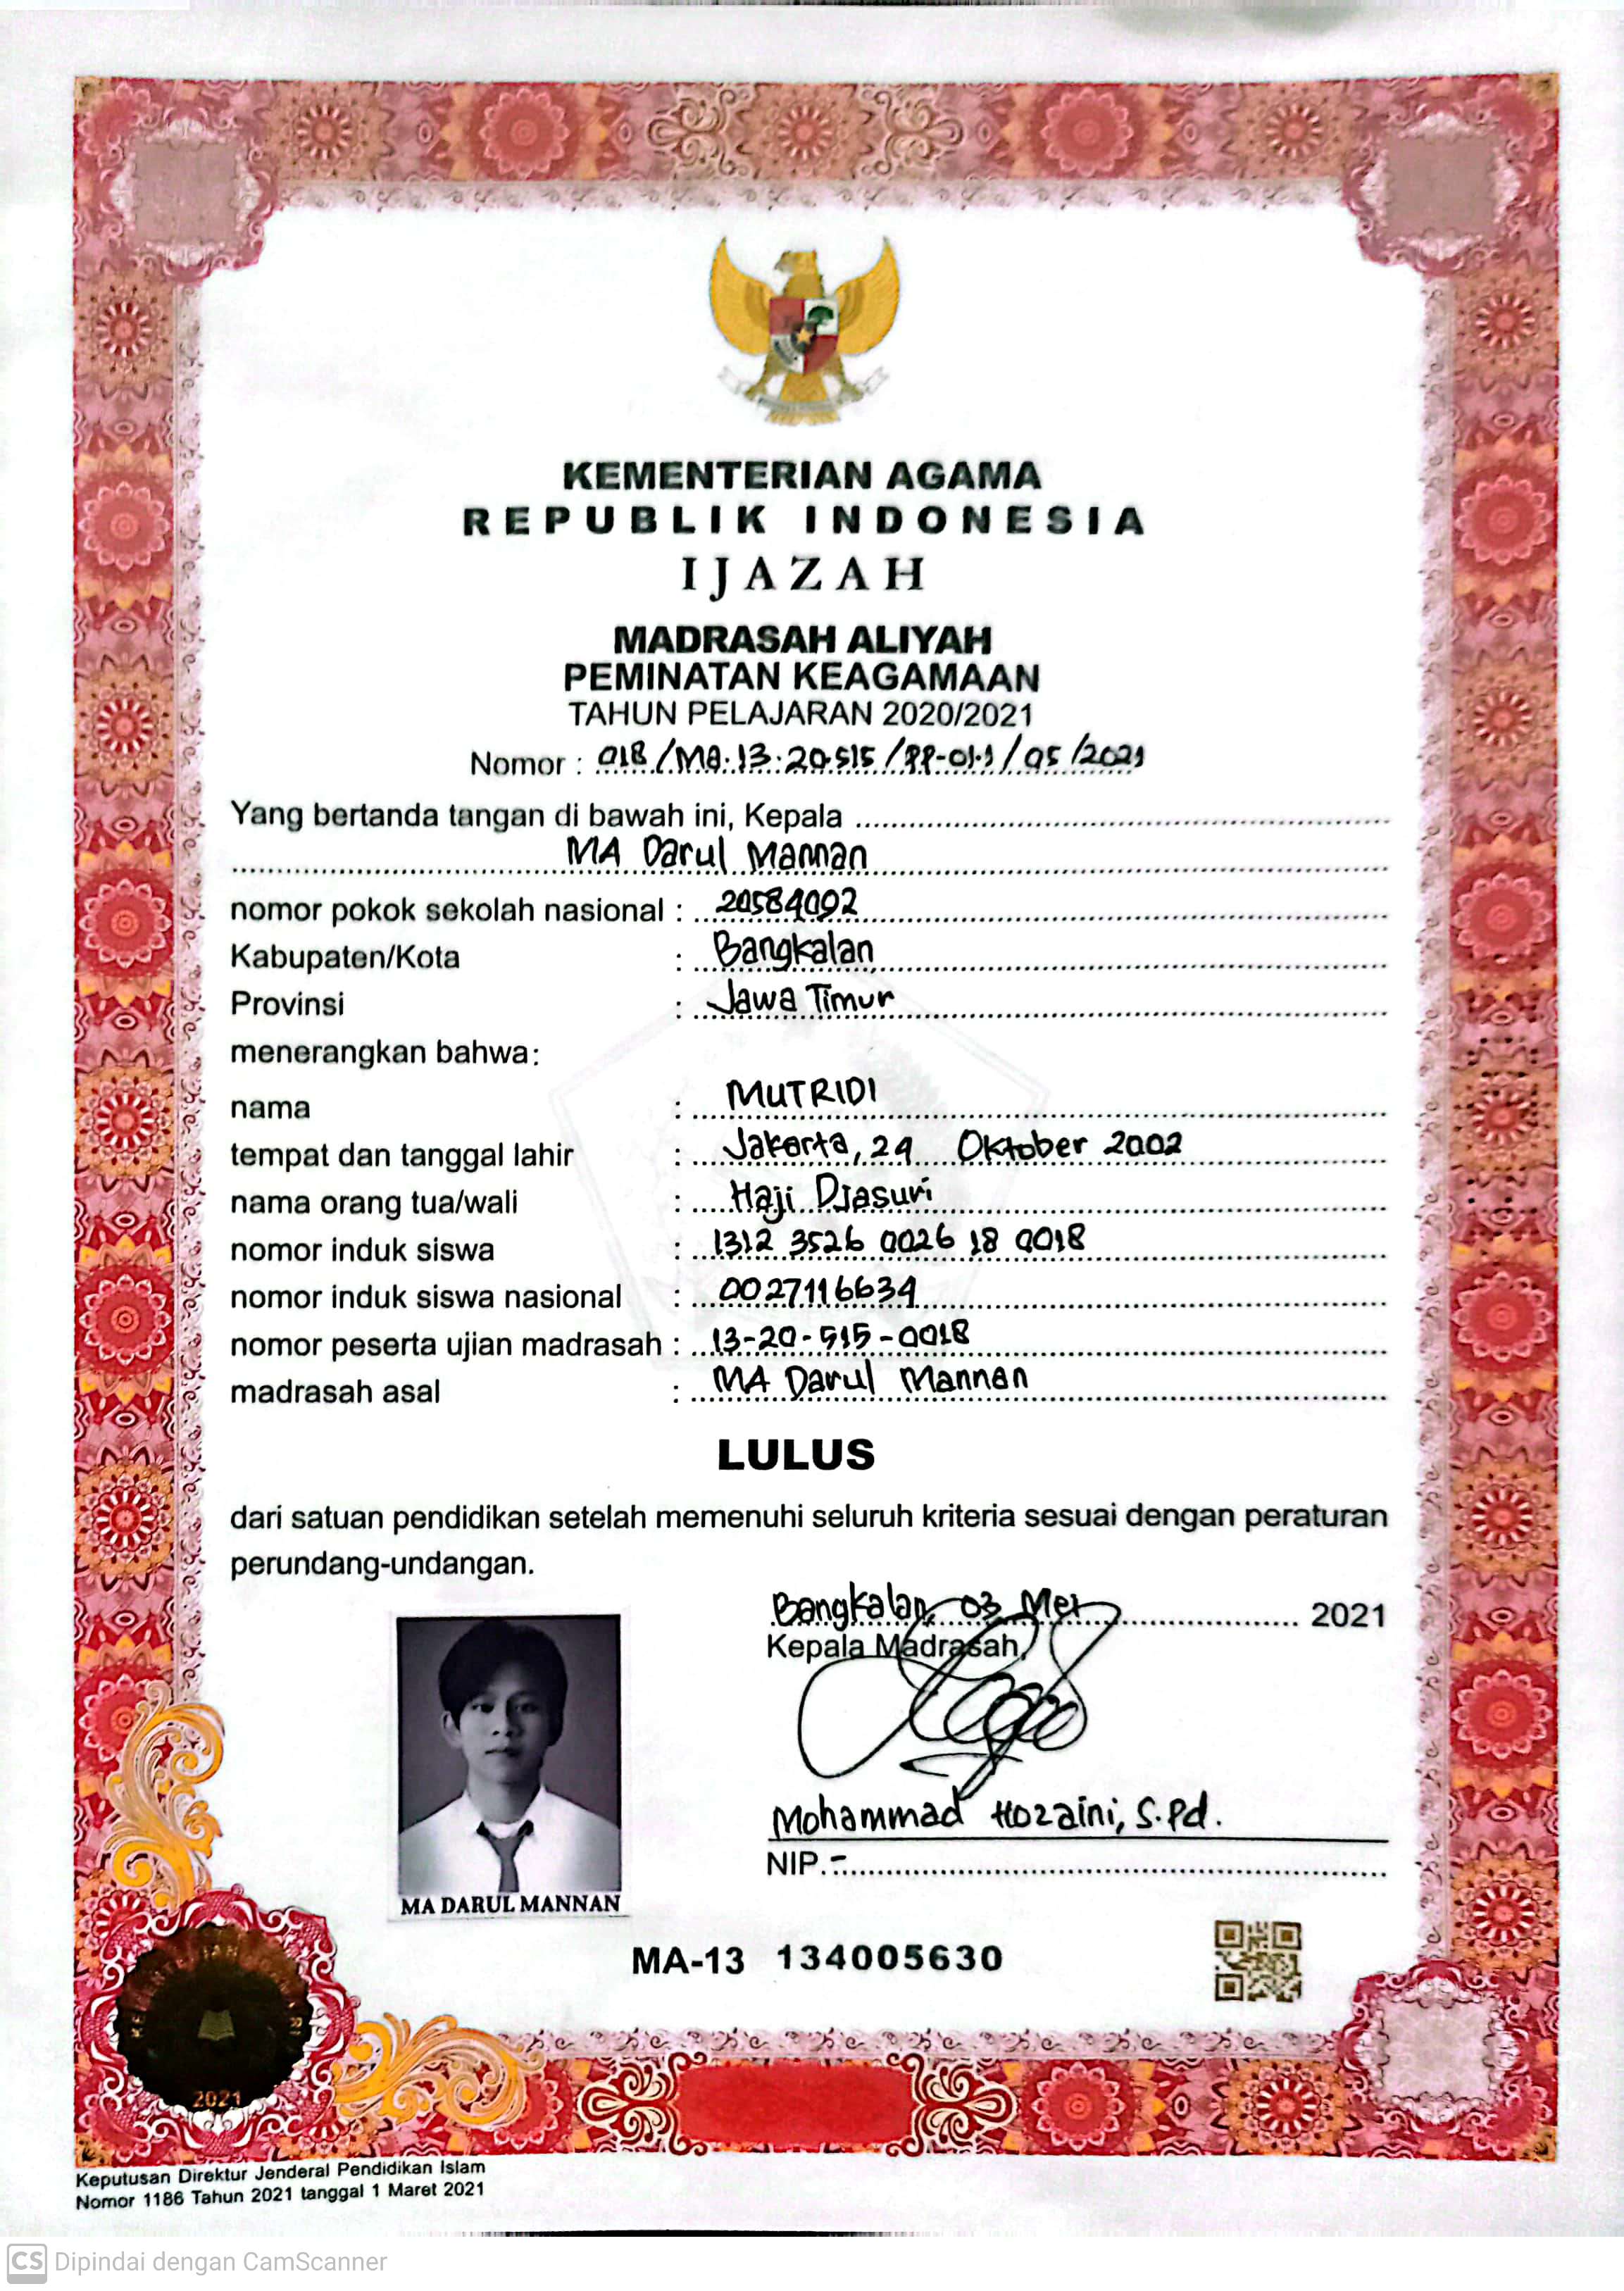 KEMENTERIAN AGAMA
REPUBLIK INDONESIA
IJAZAH
MADRASAH ALIYAH
PEMINATAN KEAGAMAAN
TAHUN PELAJARAN 2020/2021
Nomor : 018/MA.13.20.515/PP-01.1/05/2021
Yang bertanda tangan di bawah ini, Kepala
MA Darul Mannan
nomor pokok sekolah nasional : 20584092
Kabupaten/Kota : Bangkalan
Provinsi : Jawa Timur
menerangkan bahwa:
nama : MUTRIDI
tempat dan tanggal lahir : Jakarta, 24 Oktober 2002
nama orang tua/wali : Haji Djasuri
nomor induk siswa : 1312 3526 0026 18 0018
nomor induk siswa nasional : 0027116634
nomor peserta ujian madrasah : 13-20-515-0018
madrasah asal : MA Darul Mannan
LULUS
dari satuan pendidikan setelah memenuhi seluruh kriteria sesuai dengan peraturan
perundang-undangan.
Bangkalan, 03 Mei 2021
Kepala Madrasah,
Mohammad Hozaini, S.Pd.
NIP. -
MA DARUL MANNAN
MA-13 134005630
2021
Keputusan Direktur Jenderal Pendidikan Islam
Nomor 1186 Tahun 2021 tanggal 1 Maret 2021
CS Dipindai dengan CamScanner